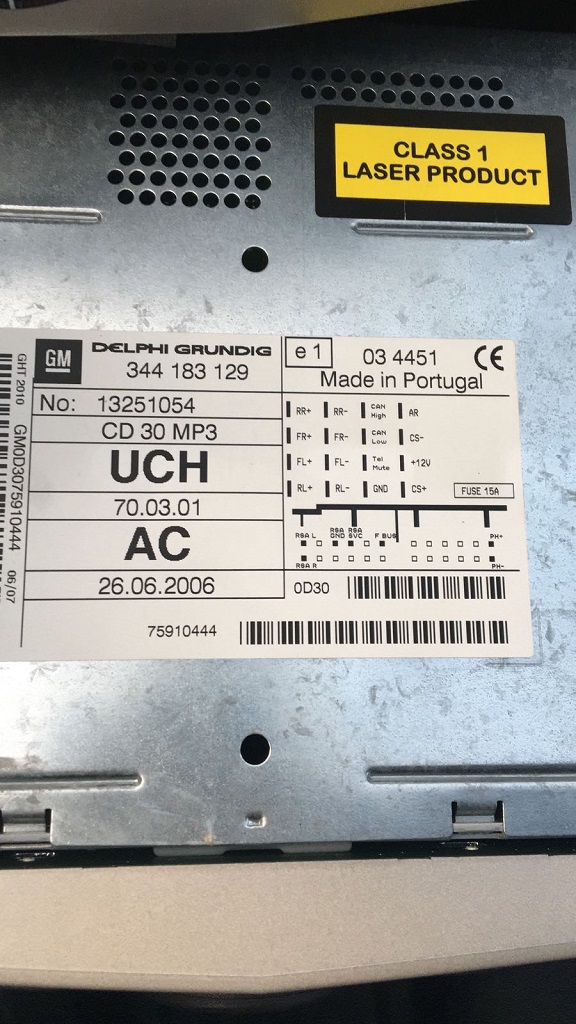 CLASS 1
LASER PRODUCT
GM
DELPHI GRUNDIG
344 183 129
No: 13251054
CD 30 MP3
UCH
70.03.01
AC
26.06.2006
75910444
e 1
03 4451
CE
Made in Portugal
RR+ RR- CAN High AR
FR+ FR- CAN Low CS-
FL+ FL- Tel Mute +12V
RL+ RL- GND CS+
FUSE 15A
RSA L RSA GND RSA SVC F BUS PH+
RSA R PH-
0D30
GHT 2010
GM0D3075910444 06/07